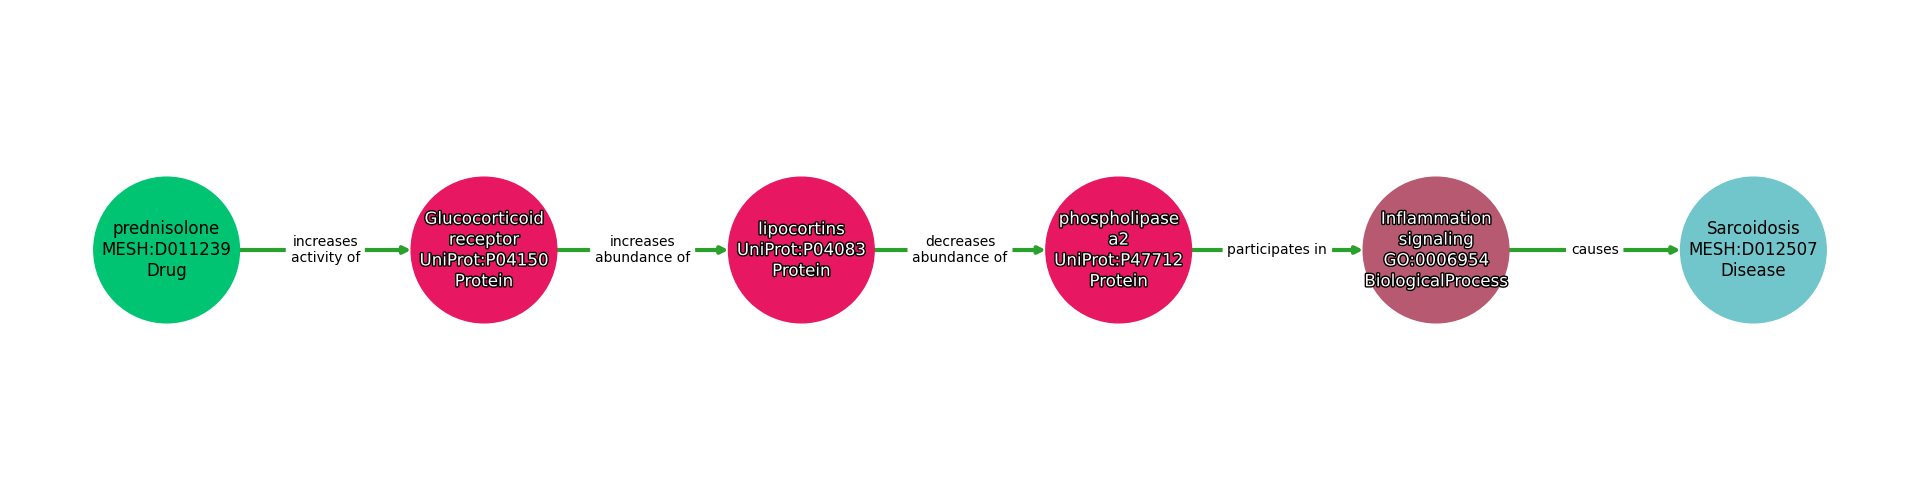 prednisolone
MESH:D011239
Drug
increases
activity of
Glucocorticoid
receptor
UniProt:P04150
Protein
increases
abundance of
lipocortins
UniProt:P04083
Protein
decreases
abundance of
phospholipase
a2
UniProt:P47712
Protein
participates in
Inflammation
signaling
GO:0006954
BiologicalProcess
causes
Sarcoidosis
MESH:D012507
Disease